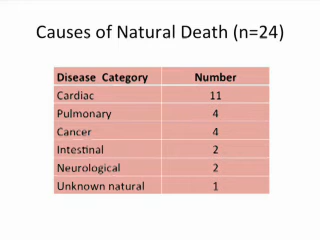 Causes of Natural Death (n=24)
Disease Category Number
Cardiac 11
Pulmonary 4
Cancer 4
Intestinal 2
Neurological 2
Unknown natural 1